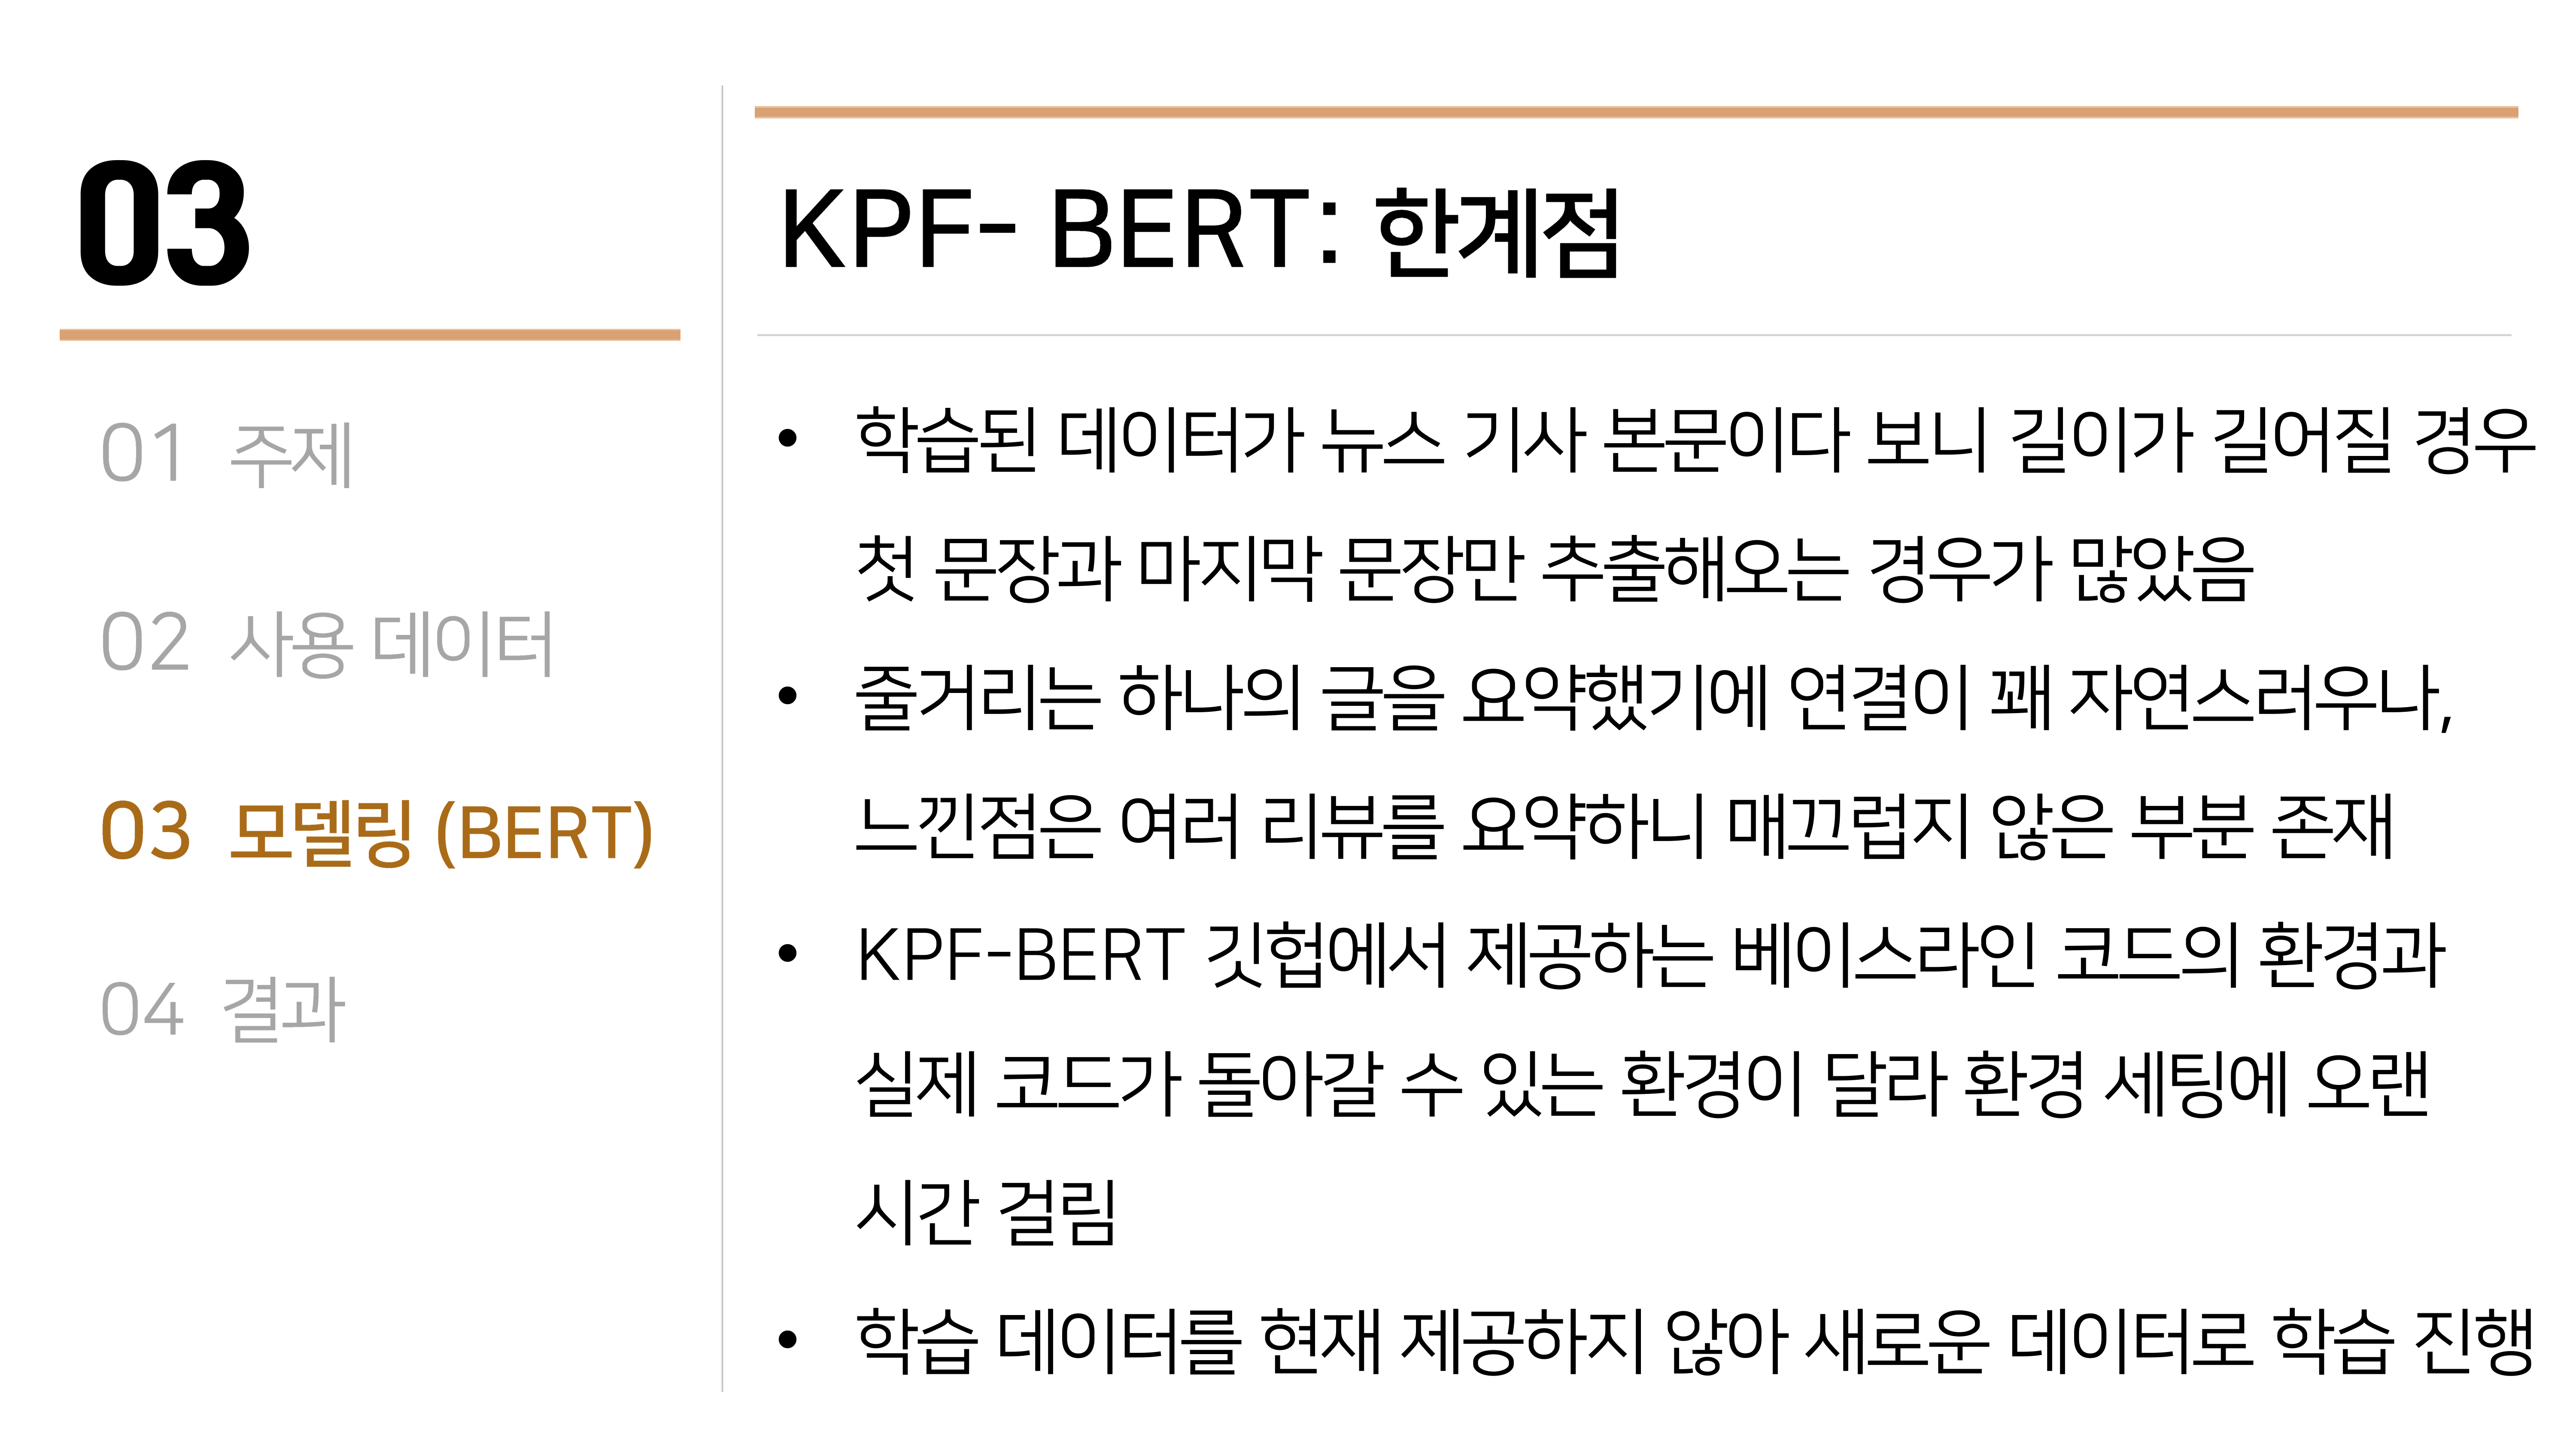 03
01 주제
02 사용 데이터
03 모델링 (BERT)
04 결과
KPF- BERT: 한계점
• 학습된 데이터가 뉴스 기사 본문이다 보니 길이가 길어질 경우
첫 문장과 마지막 문장만 추출해오는 경우가 많았음
• 줄거리는 하나의 글을 요약했기에 연결이 꽤 자연스러우나,
느낀점은 여러 리뷰를 요약하니 매끄럽지 않은 부분 존재
• KPF-BERT 깃헙에서 제공하는 베이스라인 코드의 환경과
실제 코드가 돌아갈 수 있는 환경이 달라 환경 세팅에 오랜
시간 걸림
• 학습 데이터를 현재 제공하지 않아 새로운 데이터로 학습 진행